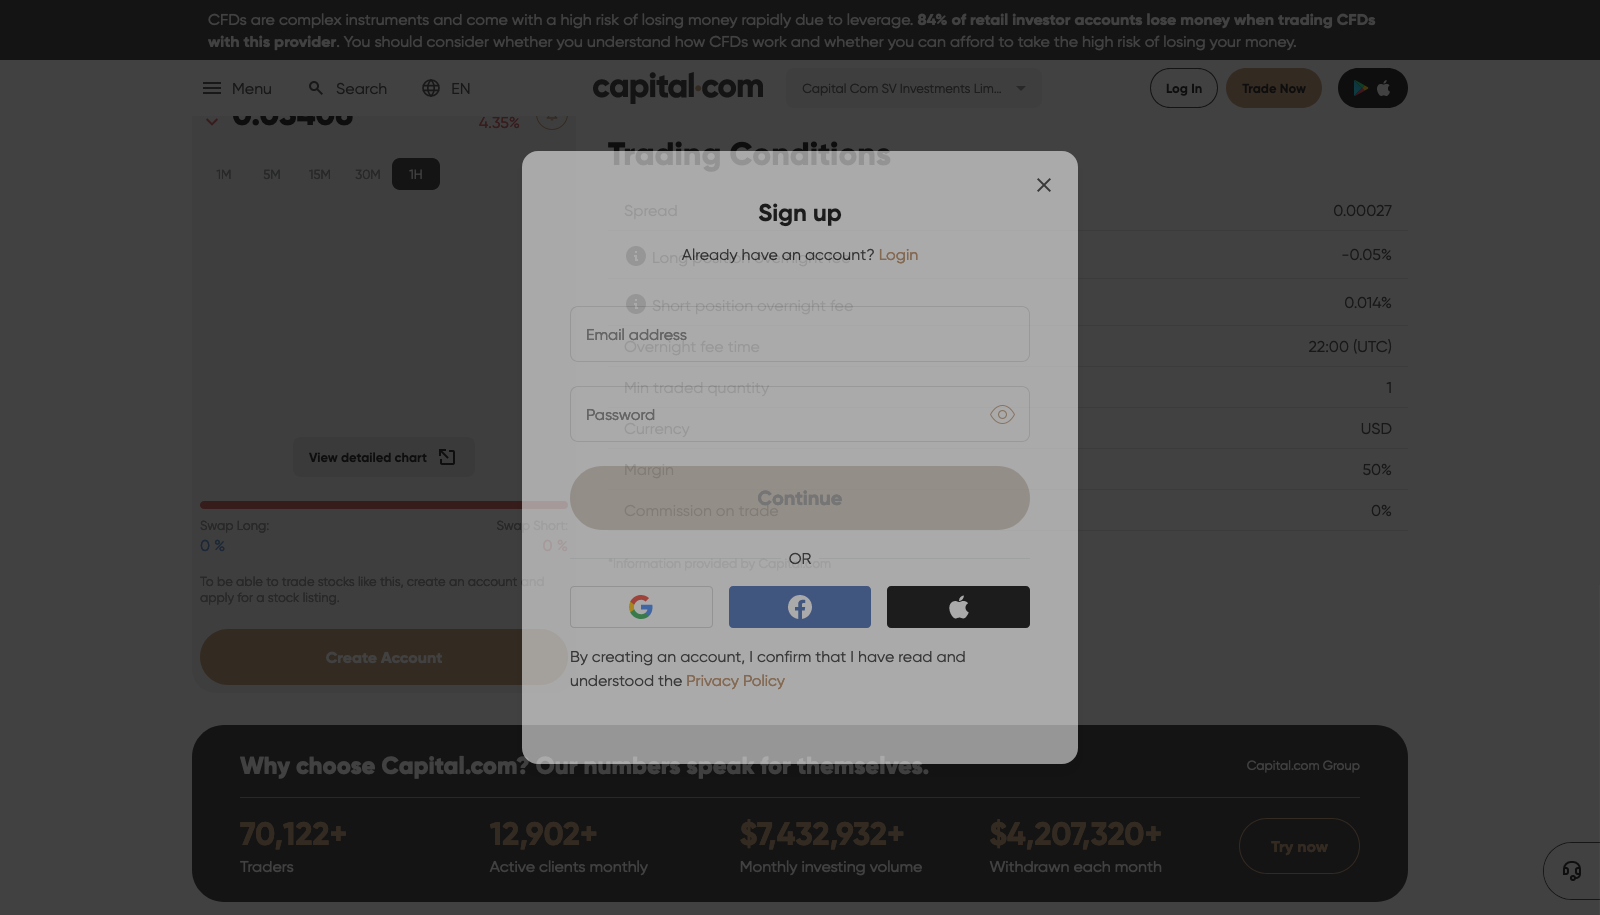 CFDs are complex instruments and come with a high risk of losing money rapidly due to leverage. 84% of retail investor accounts lose money when trading CFDs
with this provider. You should consider whether you understand how CFDs work and whether you can afford to take the high risk of losing your money.
Menu
Search
EN
capital.com
Capital Com SV Investments Lim...
Log In
Trade Now
4.35%
1M
5M
15M
30M
1H
View detailed chart
Swap Long:
Swap Short:
0 %
0 %
To be able to trade stocks like this, create an account and
apply for a stock listing.
Create Account
Trading Conditions
Spread 0.00027
Long position overnight fee -0.05%
Short position overnight fee 0.014%
Overnight fee time 22:00 (UTC)
Min traded quantity 1
Currency USD
Margin 50%
Commission on trade 0%
*Information provided by Capital.com
Sign up
Already have an account? Login
Email address
Password
Continue
OR
By creating an account, I confirm that I have read and
understood the Privacy Policy
Why choose Capital.com? Our numbers speak for themselves.
Capital.com Group
70,122+
Traders
12,902+
Active clients monthly
$7,432,932+
Monthly investing volume
$4,207,320+
Withdrawn each month
Try now